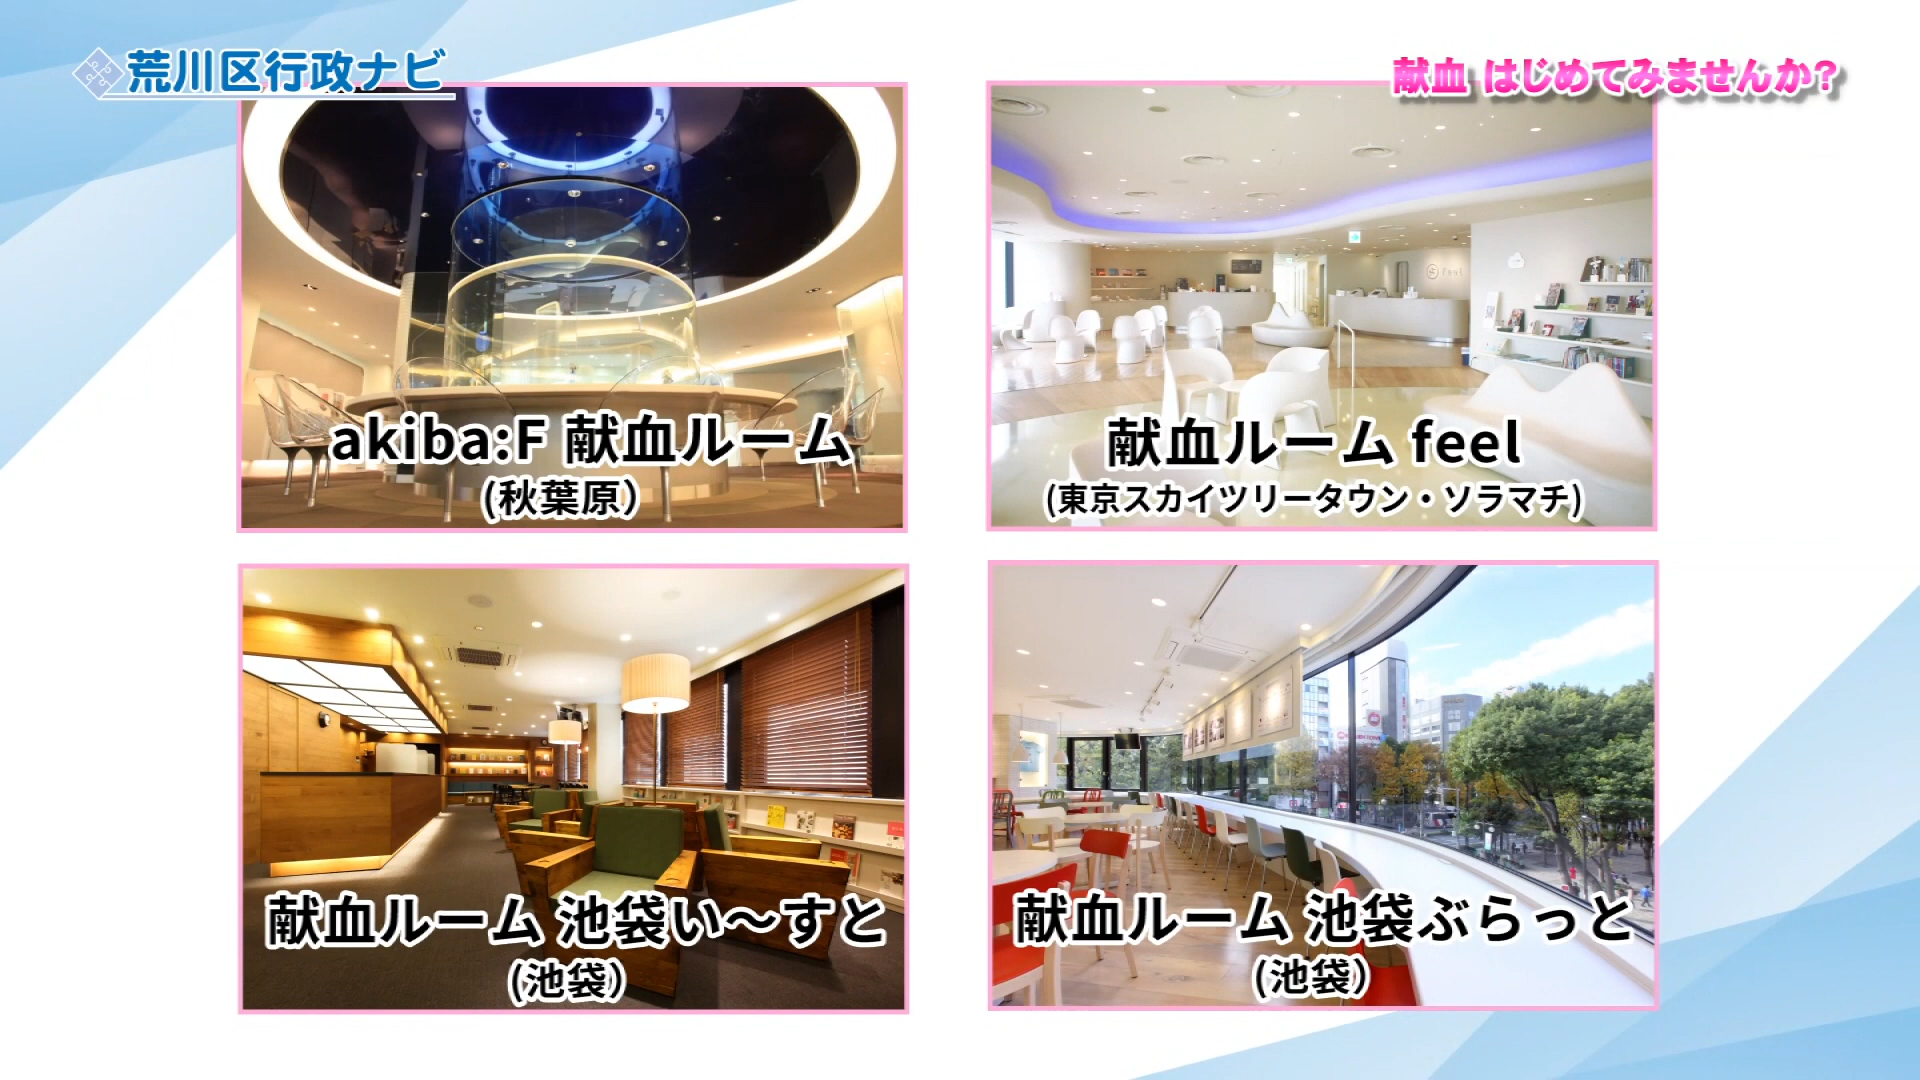 荒川区行政ナビ
献血 はじめてみませんか?
akiba:F 献血ルーム
(秋葉原)
feel
献血ルーム feel
(東京スカイツリータウン・ソラマチ)
献血ルーム 池袋い～すと
(池袋)
献血ルーム 池袋ぶらっと
(池袋)